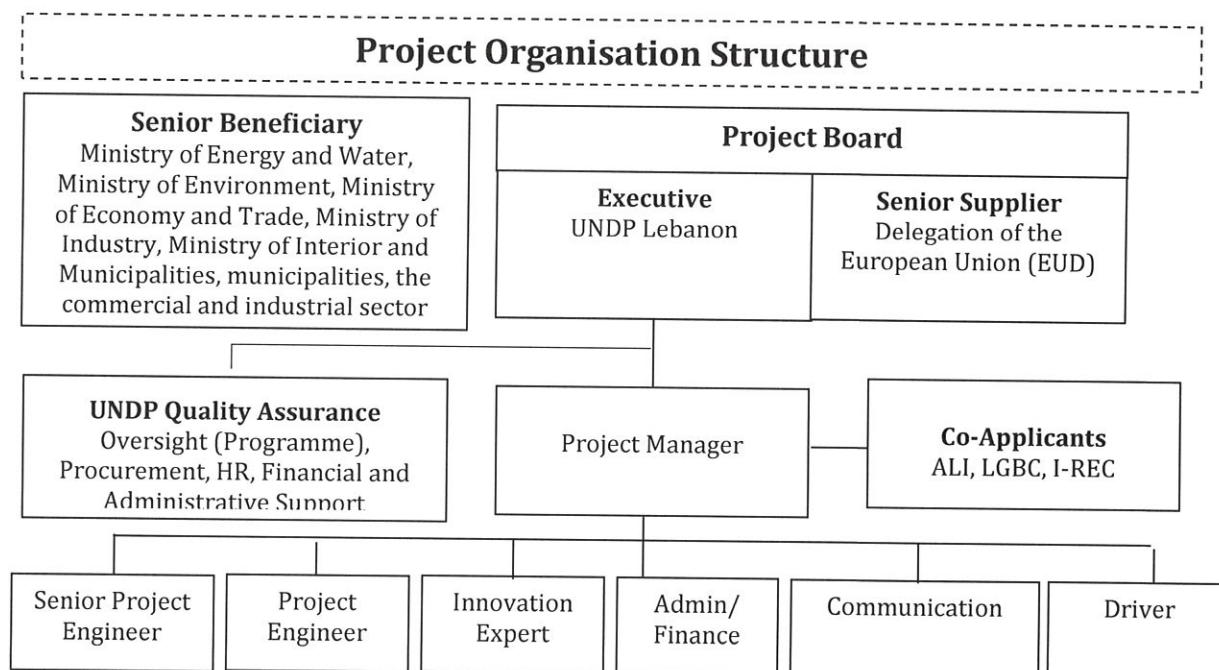 Project Organisation Structure
Senior Beneficiary
Ministry of Energy and Water,
Ministry of Environment, Ministry
of Economy and Trade, Ministry of
Industry, Ministry of Interior and
Municipalities, municipalities, the
commercial and industrial sector
Project Board
Executive
UNDP Lebanon
Senior Supplier
Delegation of the
European Union (EUD)
UNDP Quality Assurance
Oversight (Programme),
Procurement, HR, Financial and
Administrative Support
Project Manager
Co-Applicants
ALI, LGBC, I-REC
Senior Project
Engineer
Project
Engineer
Innovation
Expert
Admin/
Finance
Communication
Driver